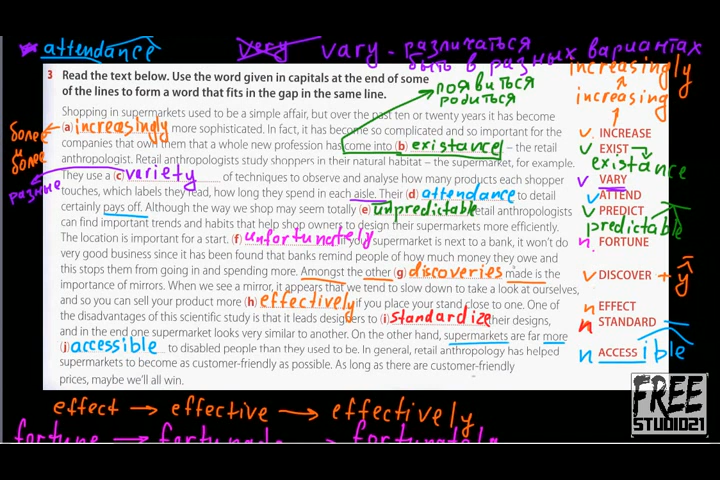 * attendance very vary - различаться
быть в разных вариантах
3 Read the text below. Use the word given in capitals at the end of some
of the lines to form a word that fits in the gap in the same line.
появиться
родиться
increasingly
increasing
Shopping in supermarkets used to be a simple affair, but over the past ten or twenty years it has become
более и более
(a) increasingly more sophisticated. In fact, it has become so complicated and so important for the INCREASE
companies that own them that a whole new profession has come into (b) existance – the retail EXIST
existance
anthropologist. Retail anthropologists study shoppers in their natural habitat – the supermarket, for example.
разные
They use a (c) variety of techniques to observe and analyse how many products each shopper VARY
touches, which labels they read, how long they spend in each aisle. Their (d) attendance to detail ATTEND
certainly pays off. Although the way we shop may seem totally (e) unpredictable retail anthropologists PREDICT
predictable
can find important trends and habits that help shop owners to design their supermarkets more efficiently.
The location is important for a start. (f) unfortunately if your supermarket is next to a bank, it won't do FORTUNE
very good business since it has been found that banks remind people of how much money they owe and
this stops them from going in and spending more. Amongst the other (g) discoveries made is the DISCOVER + y
importance of mirrors. When we see a mirror, it appears that we tend to slow down to take a look at ourselves,
and so you can sell your product more (h) effectively if you place your stand close to one. One of EFFECT
the disadvantages of this scientific study is that it leads designers to (i) standardize their designs, STANDARD
and in the end one supermarket looks very similar to another. On the other hand, supermarkets are far more
(j) accessible to disabled people than they used to be. In general, retail anthropology has helped ACCESS ible
supermarkets to become as customer-friendly as possible. As long as there are customer-friendly
prices, maybe we'll all win.
effect → effective → effectively
fortune → fortunate → fortunately
FREE
STUDIO21